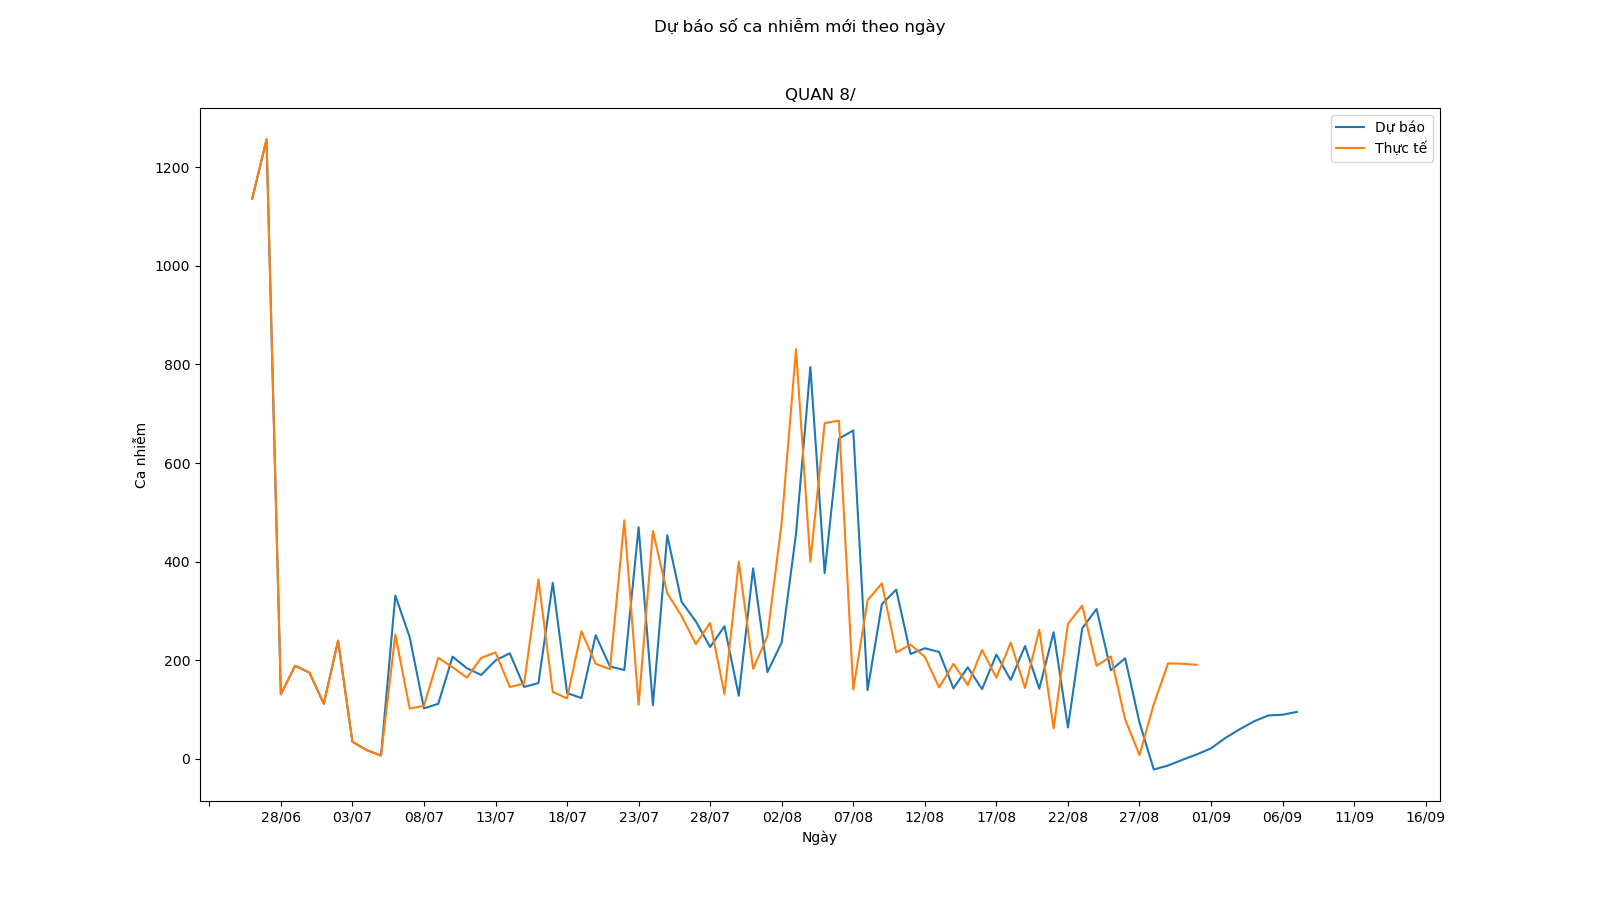 Dự báo số ca nhiễm mới theo ngày
QUAN 8/
Dự báo
Thực tế
1200
1000
800
600
400
200
0
Ca nhiễm
28/06 03/07 08/07 13/07 18/07 23/07 28/07 02/08 07/08 12/08 17/08 22/08 27/08 01/09 06/09 11/09 16/09
Ngày